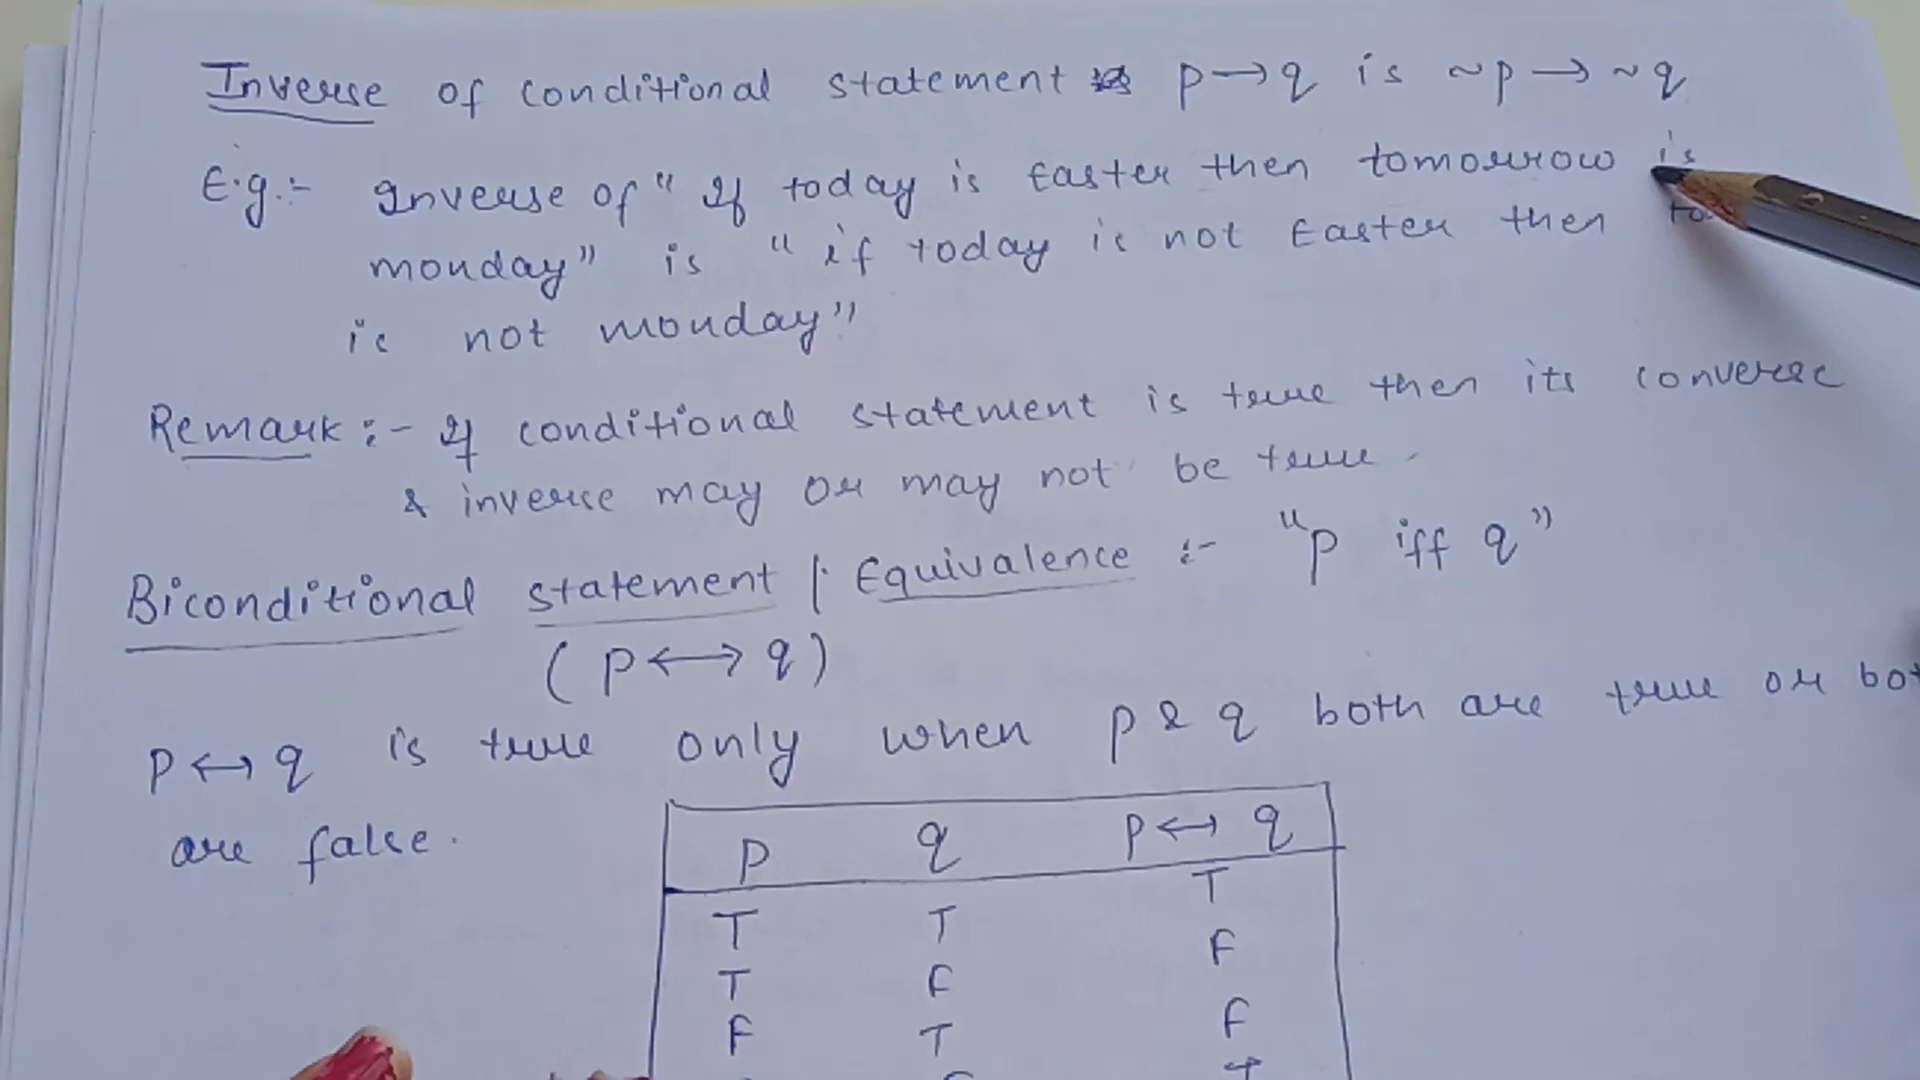 Inverse of conditional statement p → q is ~p → ~q
E.g.:- Inverse of "If today is Easter then tomorrow is
monday" is "if today is not Easter then
is not monday"
Remark:- If conditional statement is true then its converse
& inverse may or may not be true.
Biconditional statement | Equivalence :- "p iff q"
(p ↔ q)
p ↔ q is true only when p & q both are true or
are false.
p q p ↔ q
T T T
T F F
F T F